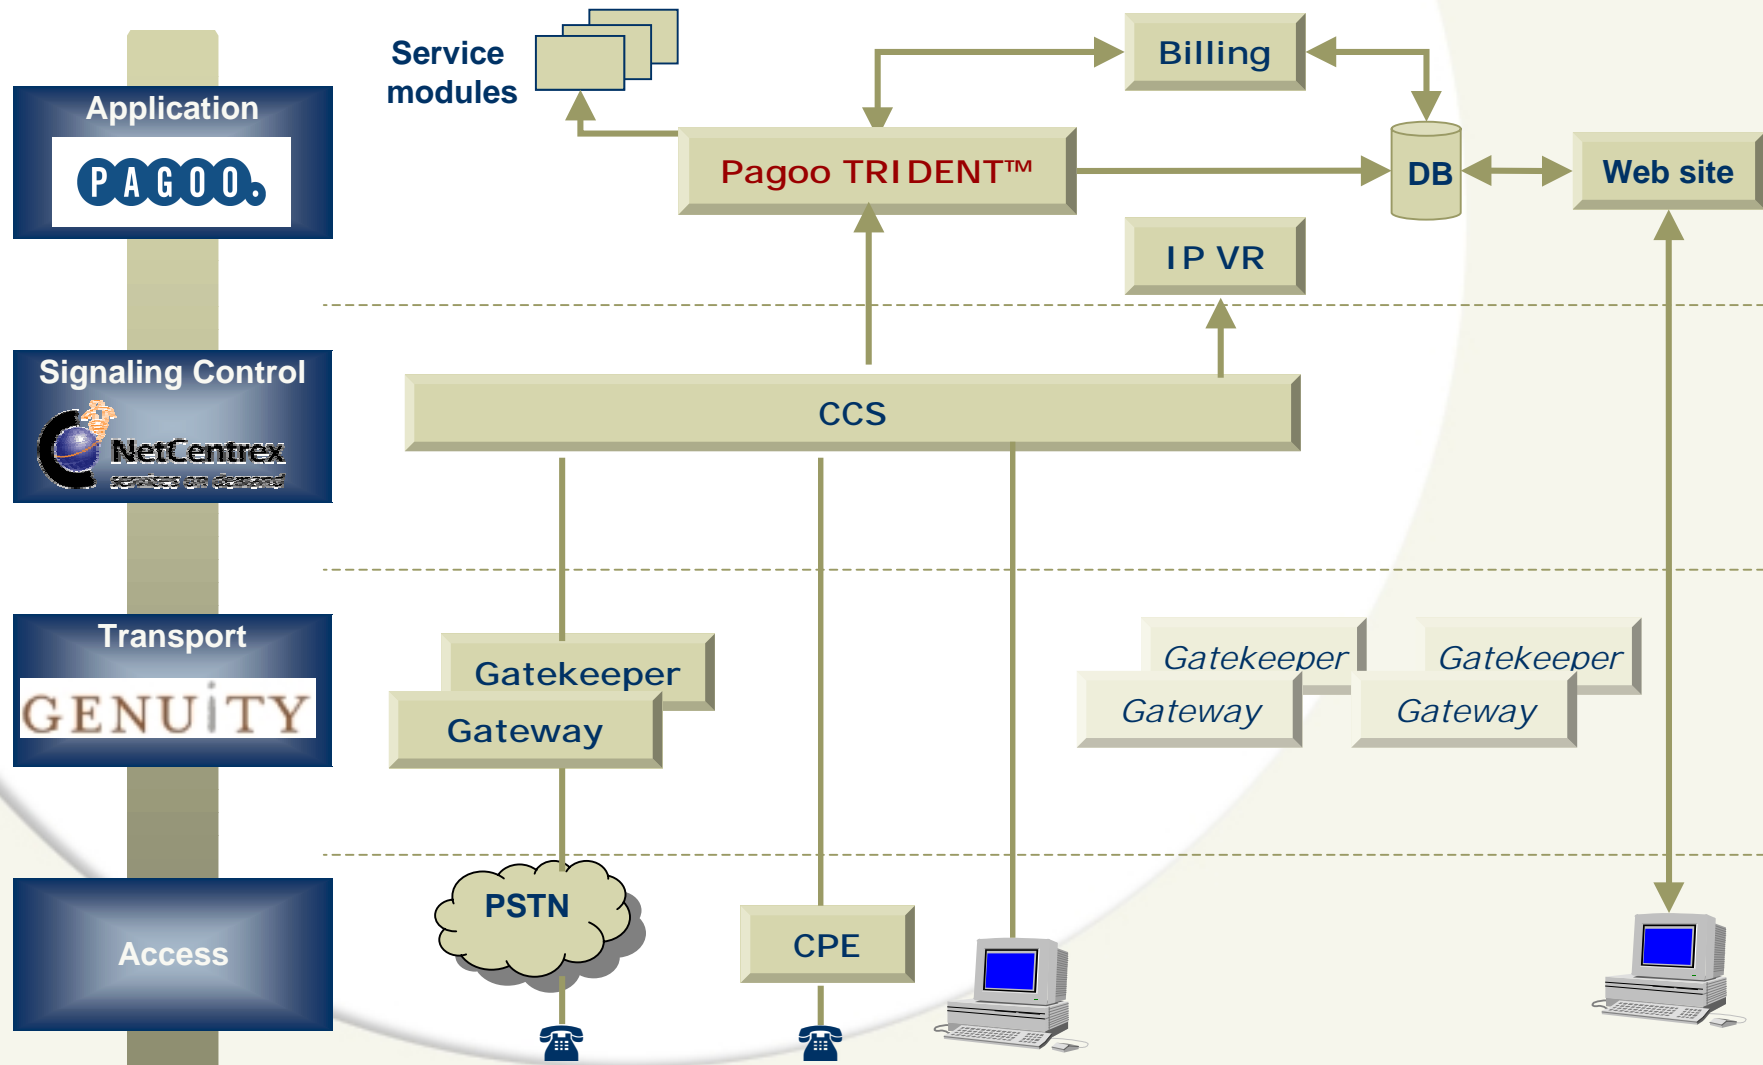 Application
PAGOO.
Service
modules
Billing
Pagoo TRIDENT™
DB
Web site
IP VR
Signaling Control
NetCentrex
services on demand
CCS
Transport
GENUiTY
Gatekeeper
Gateway
Gatekeeper
Gateway
Gatekeeper
Gateway
Access
PSTN
CPE